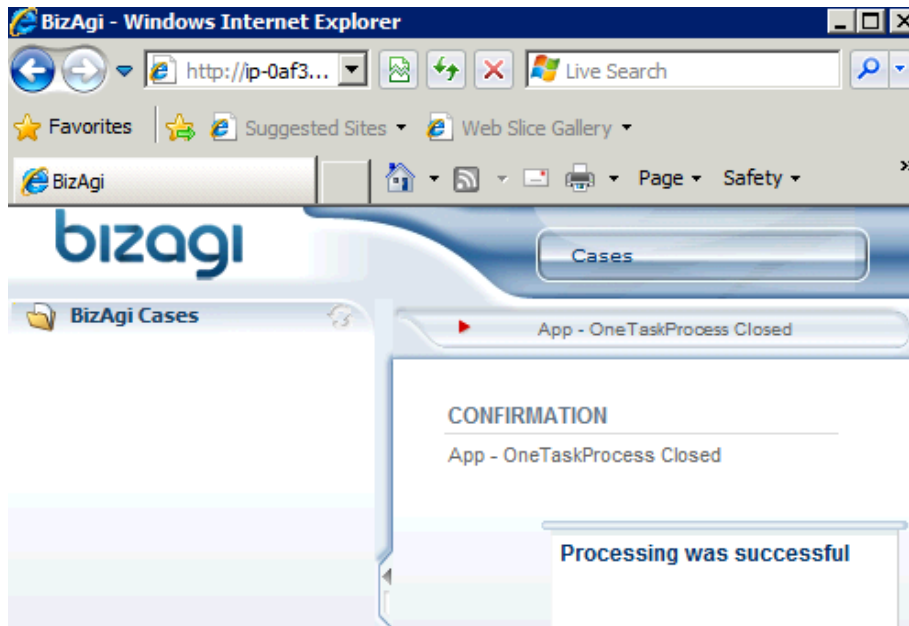 BizAgi - Windows Internet Explorer
http://ip-0af3... Live Search
Favorites Suggested Sites Web Slice Gallery
BizAgi Page Safety »
bizagi
Cases
BizAgi Cases
App - OneTaskProcess Closed
CONFIRMATION
App - OneTaskProcess Closed
Processing was successful